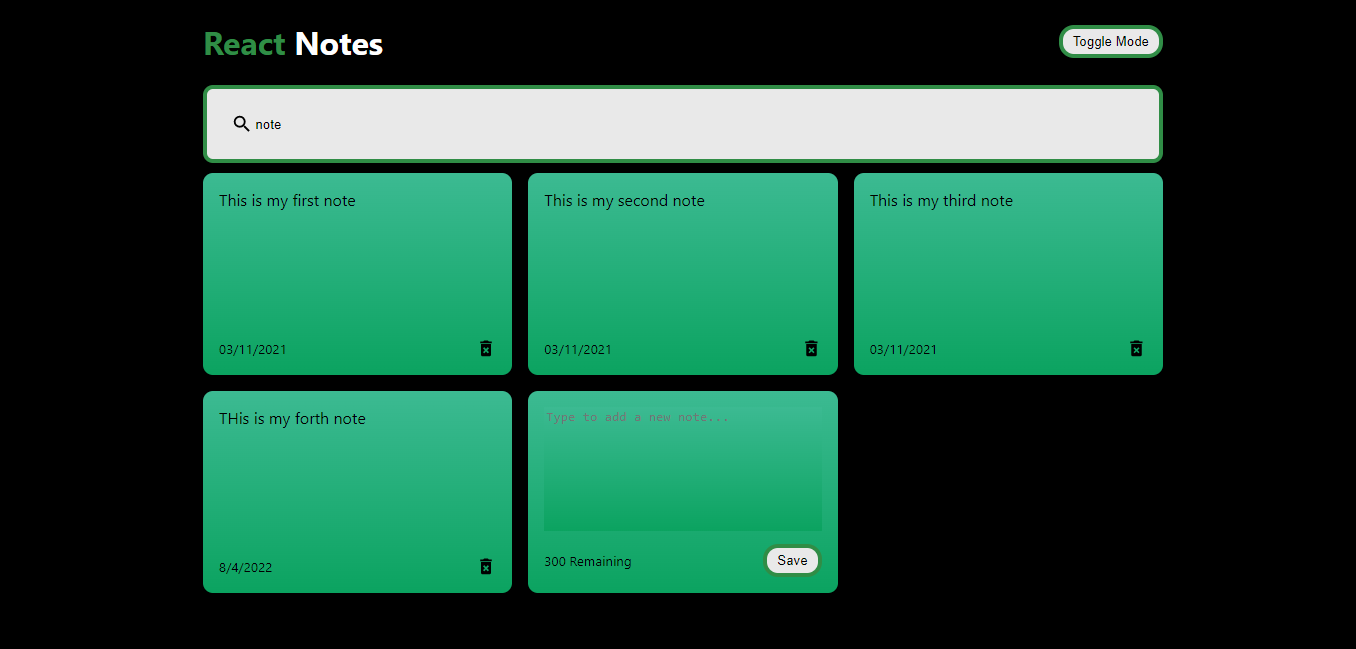 React Notes
Toggle Mode
note
This is my first note
This is my second note
This is my third note
03/11/2021
03/11/2021
03/11/2021
THis is my forth note
Type to add a new note...
8/4/2022
300 Remaining
Save